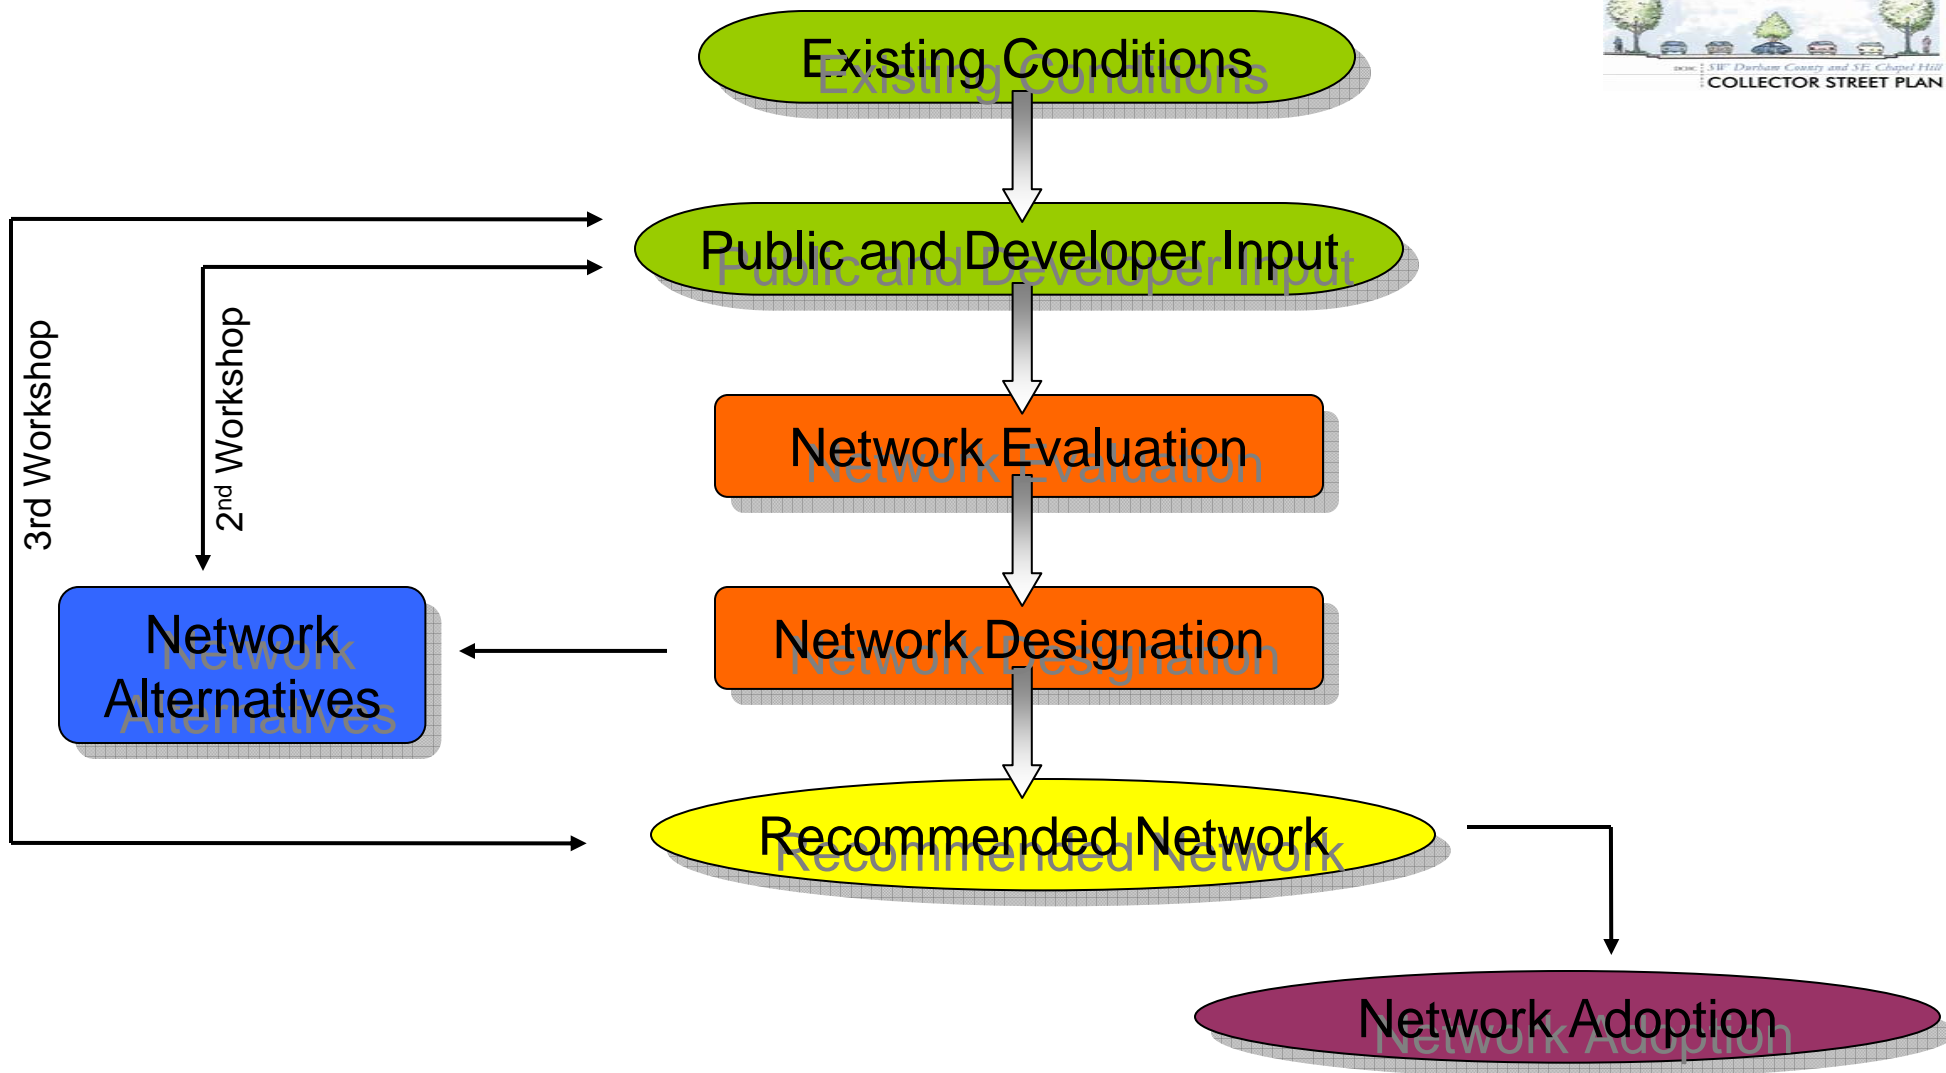 Existing Conditions
DCHC
SW Durham County and SE Chapel Hill
COLLECTOR STREET PLAN
Public and Developer Input
3rd Workshop
2nd Workshop
Network Evaluation
Network
Alternatives
Network Designation
Recommended Network
Network Adoption